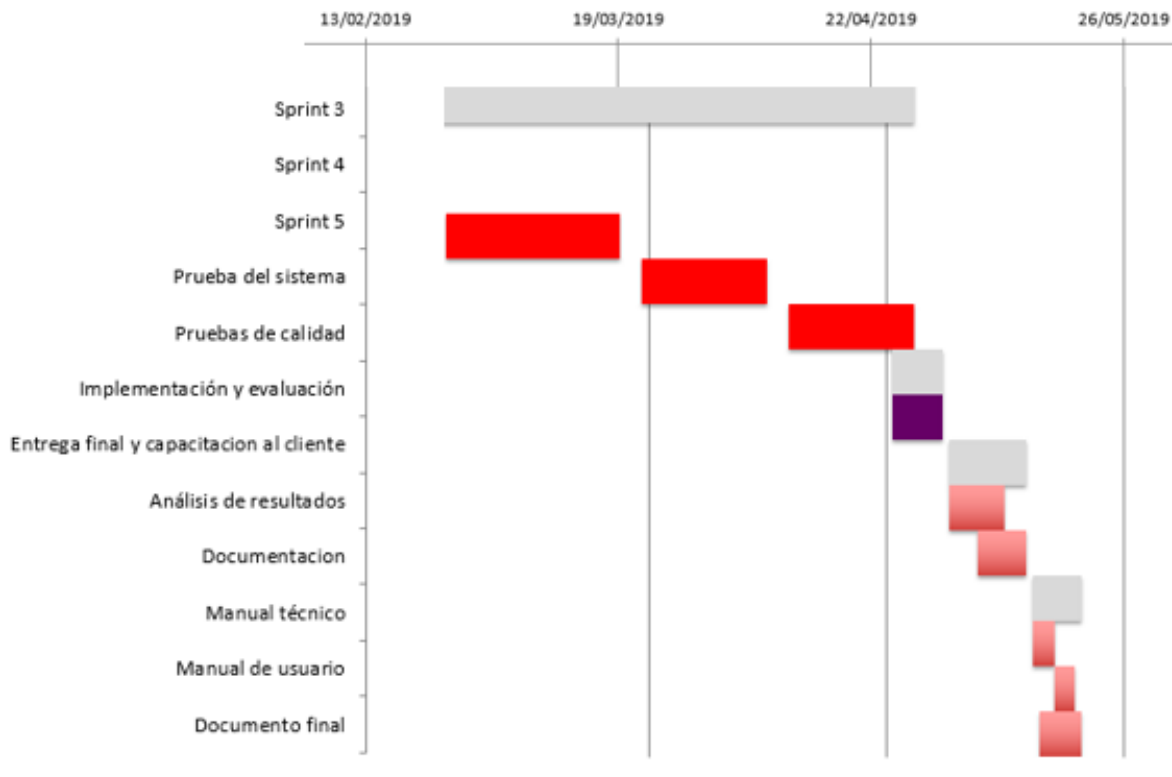 13/02/2019 19/03/2019 22/04/2019 26/05/2019
Sprint 3
Sprint 4
Sprint 5
Prueba del sistema
Pruebas de calidad
Implementación y evaluación
Entrega final y capacitacion al cliente
Análisis de resultados
Documentacion
Manual técnico
Manual de usuario
Documento final